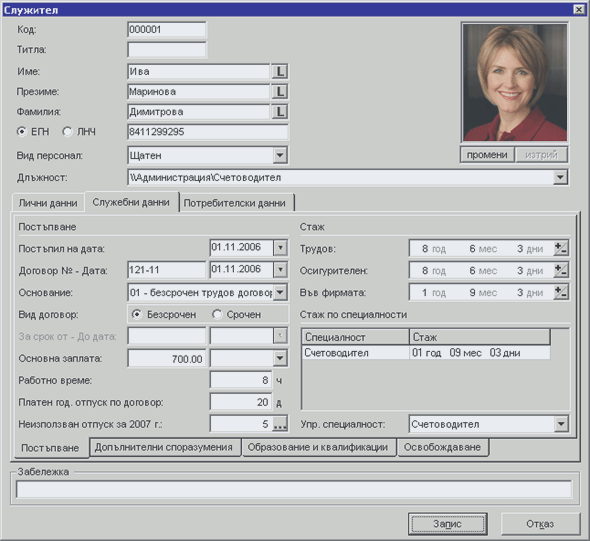 Служител
Код: 000001
Титла:
Име: Ива L
Презиме: Маринова L
Фамилия: Димитрова L
ЕГН ЛНЧ 8411299295
промени изтрий
Вид персонал: Щатен
Длъжност: \\Администрация\Счетоводител
Лични данни Служебни данни Потребителски данни
Постъпване
Постъпил на дата: 01.11.2006
Договор № - Дата: 121-11 01.11.2006
Основание: 01 - безсрочен трудов договор
Вид договор: Безсрочен Срочен
За срок от - До дата:
Основна заплата: 700.00
Работно време: 8 ч
Платен год. отпуск по договор: 20 д
Неизползван отпуск за 2007 г.: 5 ...
Стаж
Трудов: 8 год 6 мес 3 дни
Осигурителен: 8 год 6 мес 3 дни
Във фирмата: 1 год 9 мес 3 дни
Стаж по специалности
Специалност Стаж
Счетоводител 01 год 09 мес 03 дни
Упр. специалност: Счетоводител
Постъпване Допълнителни споразумения Образование и квалификации Освобождаване
Забележка
Запис Отказ